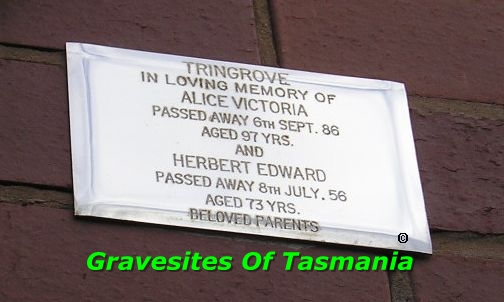 TRINGROVE
IN LOVING MEMORY OF
ALICE VICTORIA
PASSED AWAY 6TH SEPT. 86
AGED 97 YRS.
AND
HERBERT EDWARD
PASSED AWAY 8TH JULY. 56
AGED 73 YRS.
BELOVED PARENTS
©
Gravesites Of Tasmania